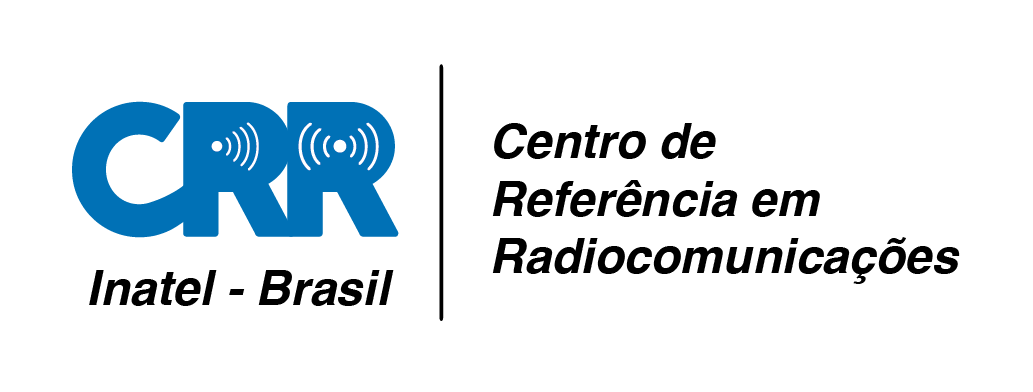 CRR
Inatel - Brasil
Centro de
Referência em
Radiocomunicações